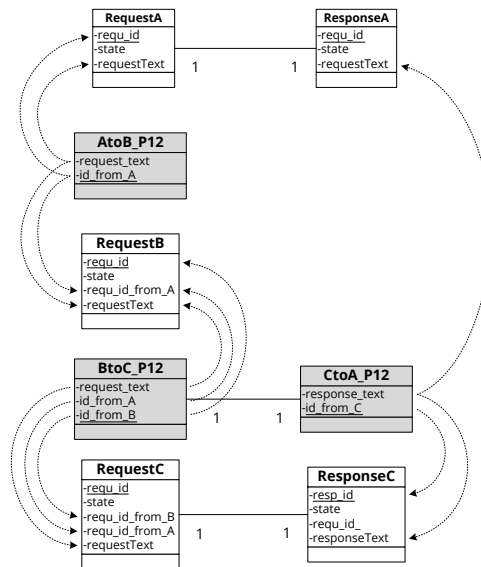 RequestA
-requ_id
-state
-requestText
ResponseA
-requ_id
-state
-requestText
1
1
AtoB_P12
-request_text
-id_from_A
RequestB
-requ_id
-state
-requ_id_from_A
-requestText
BtoC_P12
-request_text
-id_from_A
-id_from_B
CtoA_P12
-response_text
-id_from_C
1
1
RequestC
-requ_id
-state
-requ_id_from_B
-requ_id_from_A
-requestText
ResponseC
-resp_id
-state
-requ_id_
-responseText
1
1